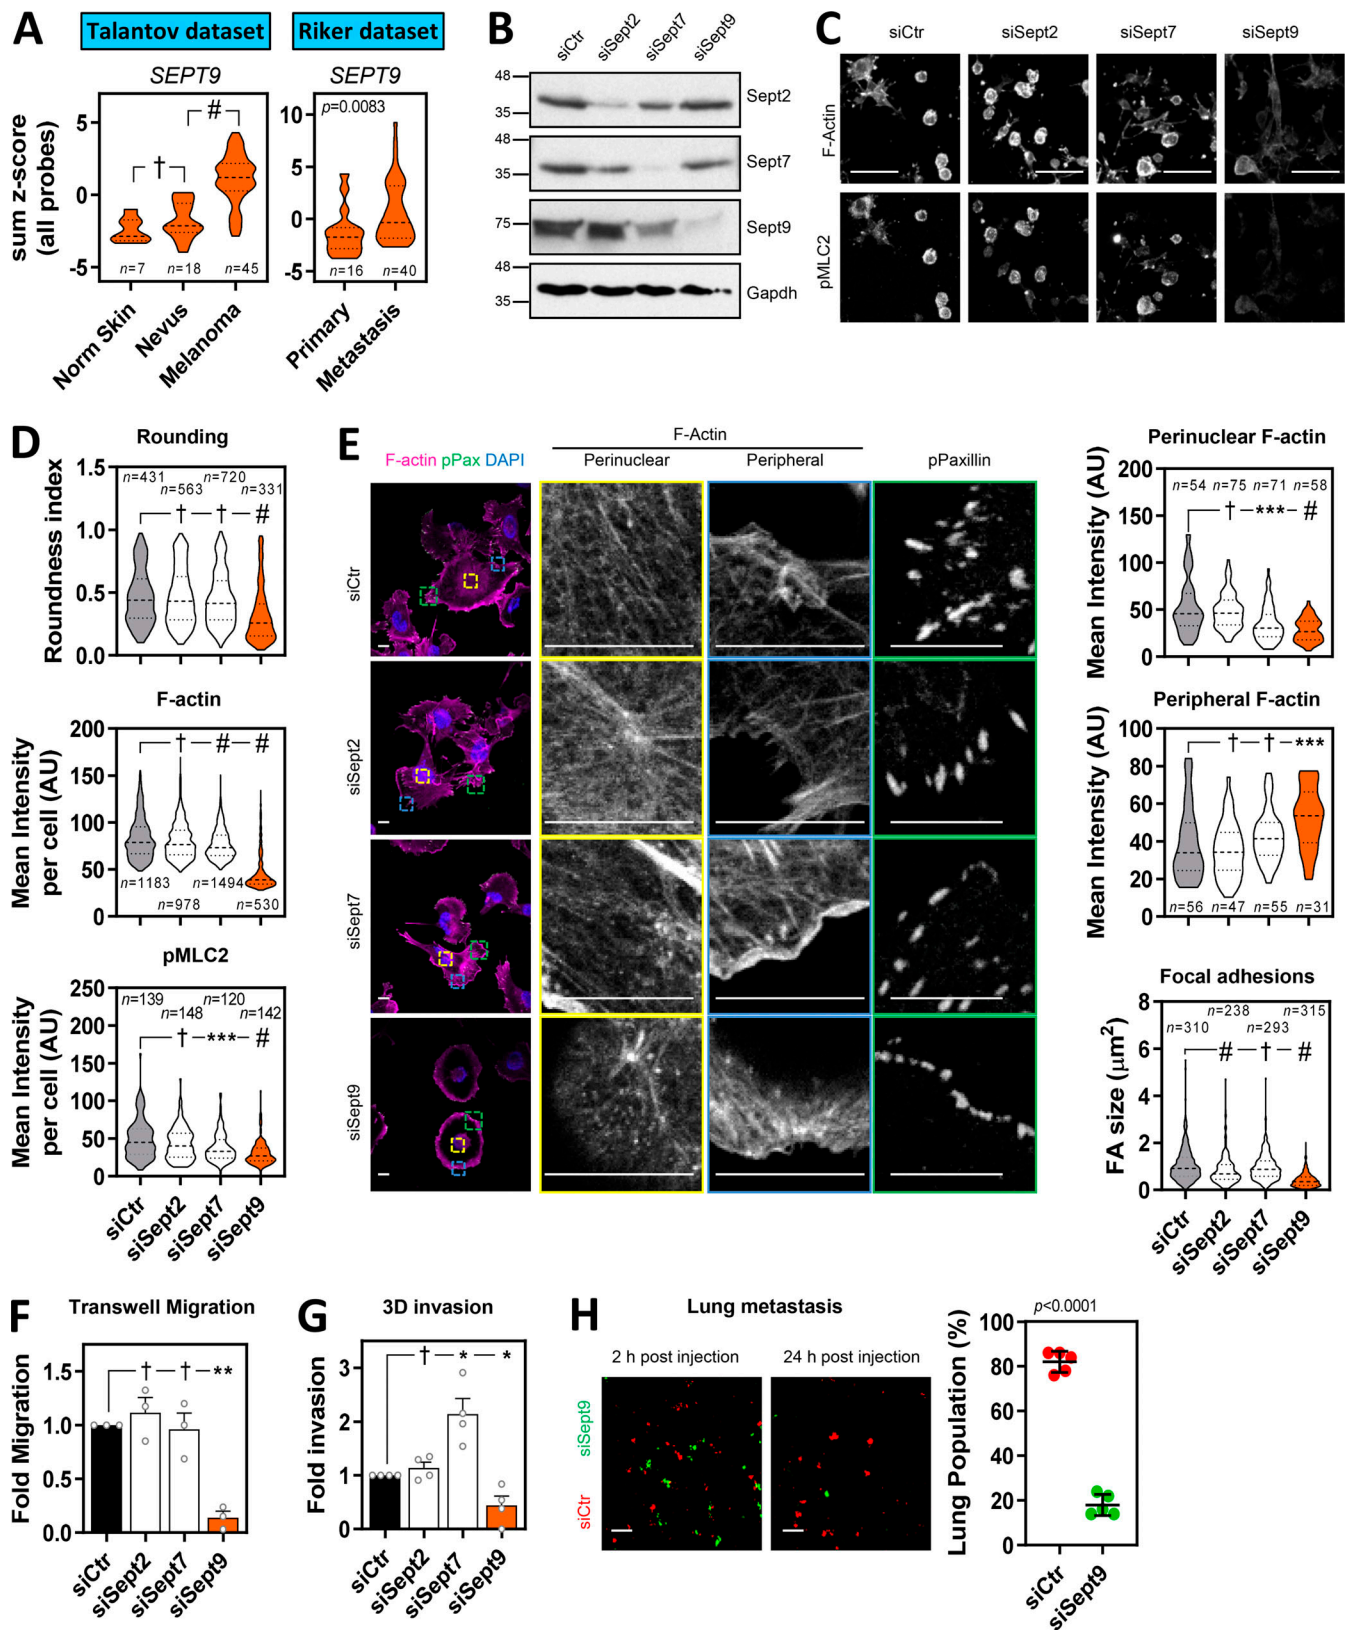 A
Talantov dataset
Riker dataset
SEPT9
SEPT9
sum z-score
(all probes)
5
0
-5
#
†
n=7
n=18
n=45
Norm Skin
Nevus
Melanoma
10
5
0
-5
p=0.0083
n=16
n=40
Primary
Metastasis
B
siCtr
siSept2
siSept7
siSept9
48
35
Sept2
48
35
Sept7
75
Sept9
48
35
Gapdh
C
siCtr
siSept2
siSept7
siSept9
F-Actin
pMLC2
D
Rounding
Roundness index
1.5
1.0
0.5
0.0
n=431
n=563
n=720
n=331
† † #
F-actin
Mean Intensity
per cell (AU)
200
150
100
50
0
† # #
n=1183
n=978
n=1494
n=530
pMLC2
Mean Intensity
per cell (AU)
250
200
150
100
50
0
n=139
n=148
n=120
n=142
† *** #
siCtr
siSept2
siSept7
siSept9
E
F-actin pPax DAPI
F-Actin
Perinuclear
Peripheral
pPaxillin
siCtr
siSept2
siSept7
siSept9
Perinuclear F-actin
Mean Intensity (AU)
200
150
100
50
0
n=54 n=75 n=71 n=58
† *** #
Peripheral F-actin
Mean Intensity (AU)
100
80
60
40
20
0
† † ***
n=56 n=47 n=55 n=31
Focal adhesions
FA size (μm²)
8
6
4
2
0
n=310
n=238
n=293
n=315
# † #
siCtr
siSept2
siSept7
siSept9
F
Transwell Migration
Fold Migration
1.5
1.0
0.5
0.0
† † **
siCtr
siSept2
siSept7
siSept9
G
3D invasion
Fold invasion
3
2
1
0
† * *
siCtr
siSept2
siSept7
siSept9
H
Lung metastasis
2 h post injection
24 h post injection
siSept9
siCtr
Lung Population (%)
p<0.0001
100
80
60
40
20
0
siCtr
siSept9